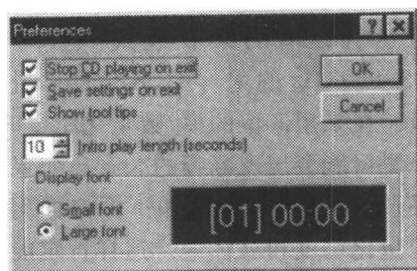 Preferences
Stop CD playing on exit
Save settings on exit
Show tool tips
OK
Cancel
10 Intro play length (seconds)
Display font
Small font
Large font
[01] 00:00